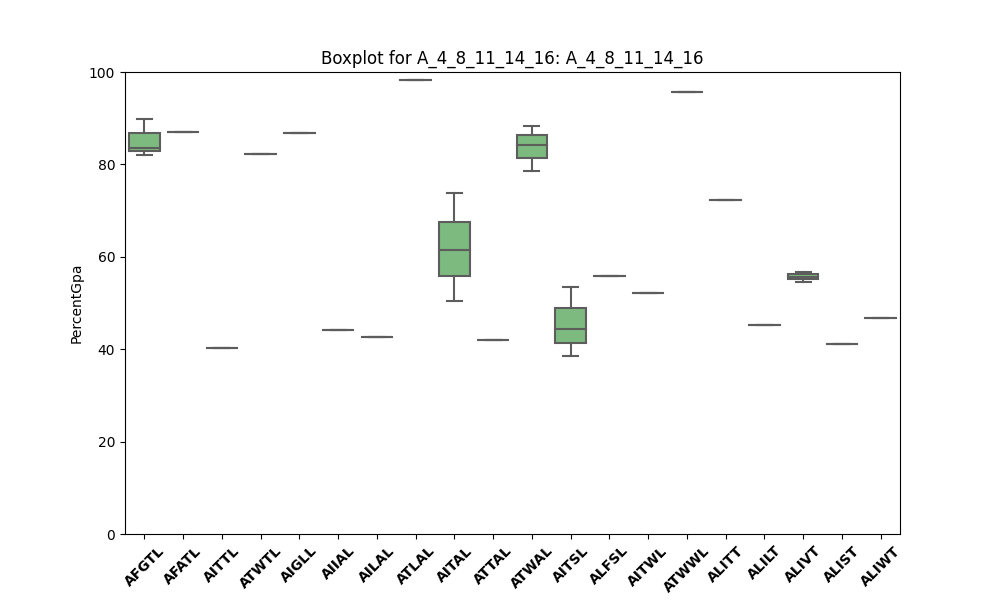 Boxplot for A_4_8_11_14_16: A_4_8_11_14_16
PercentGpa
100
80
60
40
20
0
AFGTL AFATL AITTL ATWTL AIGLL AIIAL AILAL ATLAL AITAL ATTAL ATWAL AITSL ALFSL AITWL ATWWL ALITT ALILT ALIVT ALIST ALIWT